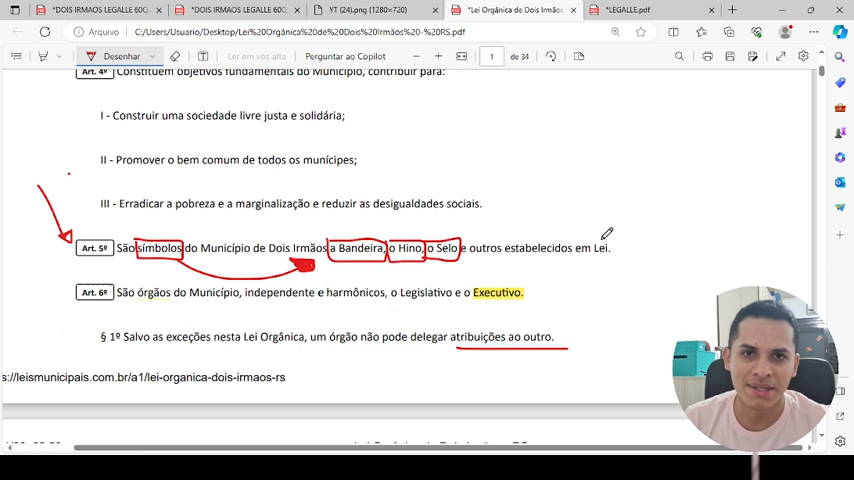 *DOIS IRMAOS LEGALLE 60Q
*DOIS IRMAOS LEGALLE 60Q
YT (24).png (1280×720)
*Lei Orgânica de Dois Irmãos
*LEGALLE.pdf
Arquivo
C:/Users/Usuario/Desktop/Lei%20Orgânica%20de%20Dois%20Irmãos%20-%20RS.pdf
Desenhar
Ler em voz alta
Perguntar ao Copilot
1
de 34
Art. 4º Constituem objetivos fundamentais do Município, contribuir para:
I - Construir uma sociedade livre justa e solidária;
II - Promover o bem comum de todos os munícipes;
III - Erradicar a pobreza e a marginalização e reduzir as desigualdades sociais.
Art. 5º São símbolos do Município de Dois Irmãos a Bandeira, o Hino, o Selo e outros estabelecidos em Lei.
Art. 6º São órgãos do Município, independente e harmônicos, o Legislativo e o Executivo.
§ 1º Salvo as exceções nesta Lei Orgânica, um órgão não pode delegar atribuições ao outro.
s://leismunicipais.com.br/a1/lei-organica-dois-irmaos-rs